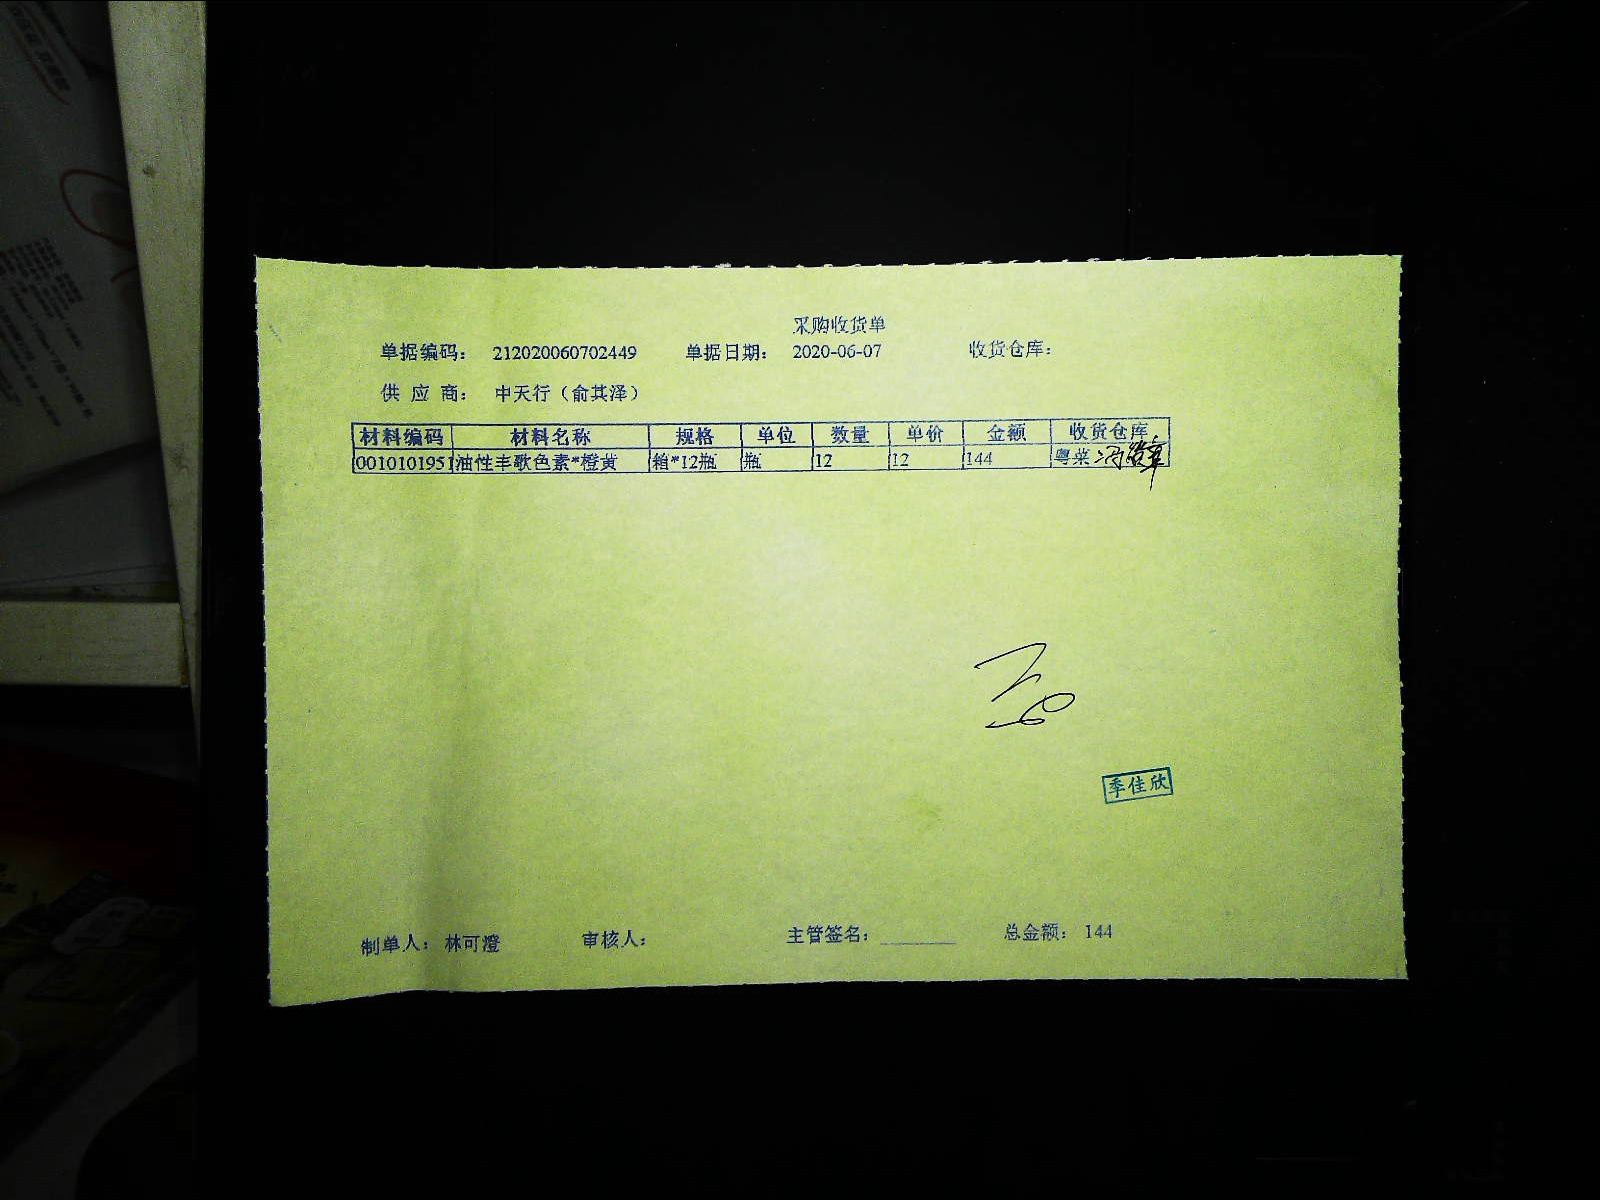 采购收货单
单据编码： 212020060702449 单据日期： 2020-06-07 收货仓库：
供 应 商： 中天行（俞其泽）
材料编码 材料名称 规格 单位 数量 单价 金额 收货仓库
0010101951 油性丰歌色素*橙黄 箱*12瓶 瓶 12 12 144 粤菜
季佳欣
制单人： 林可澄 审核人： 主管签名： 总金额： 144